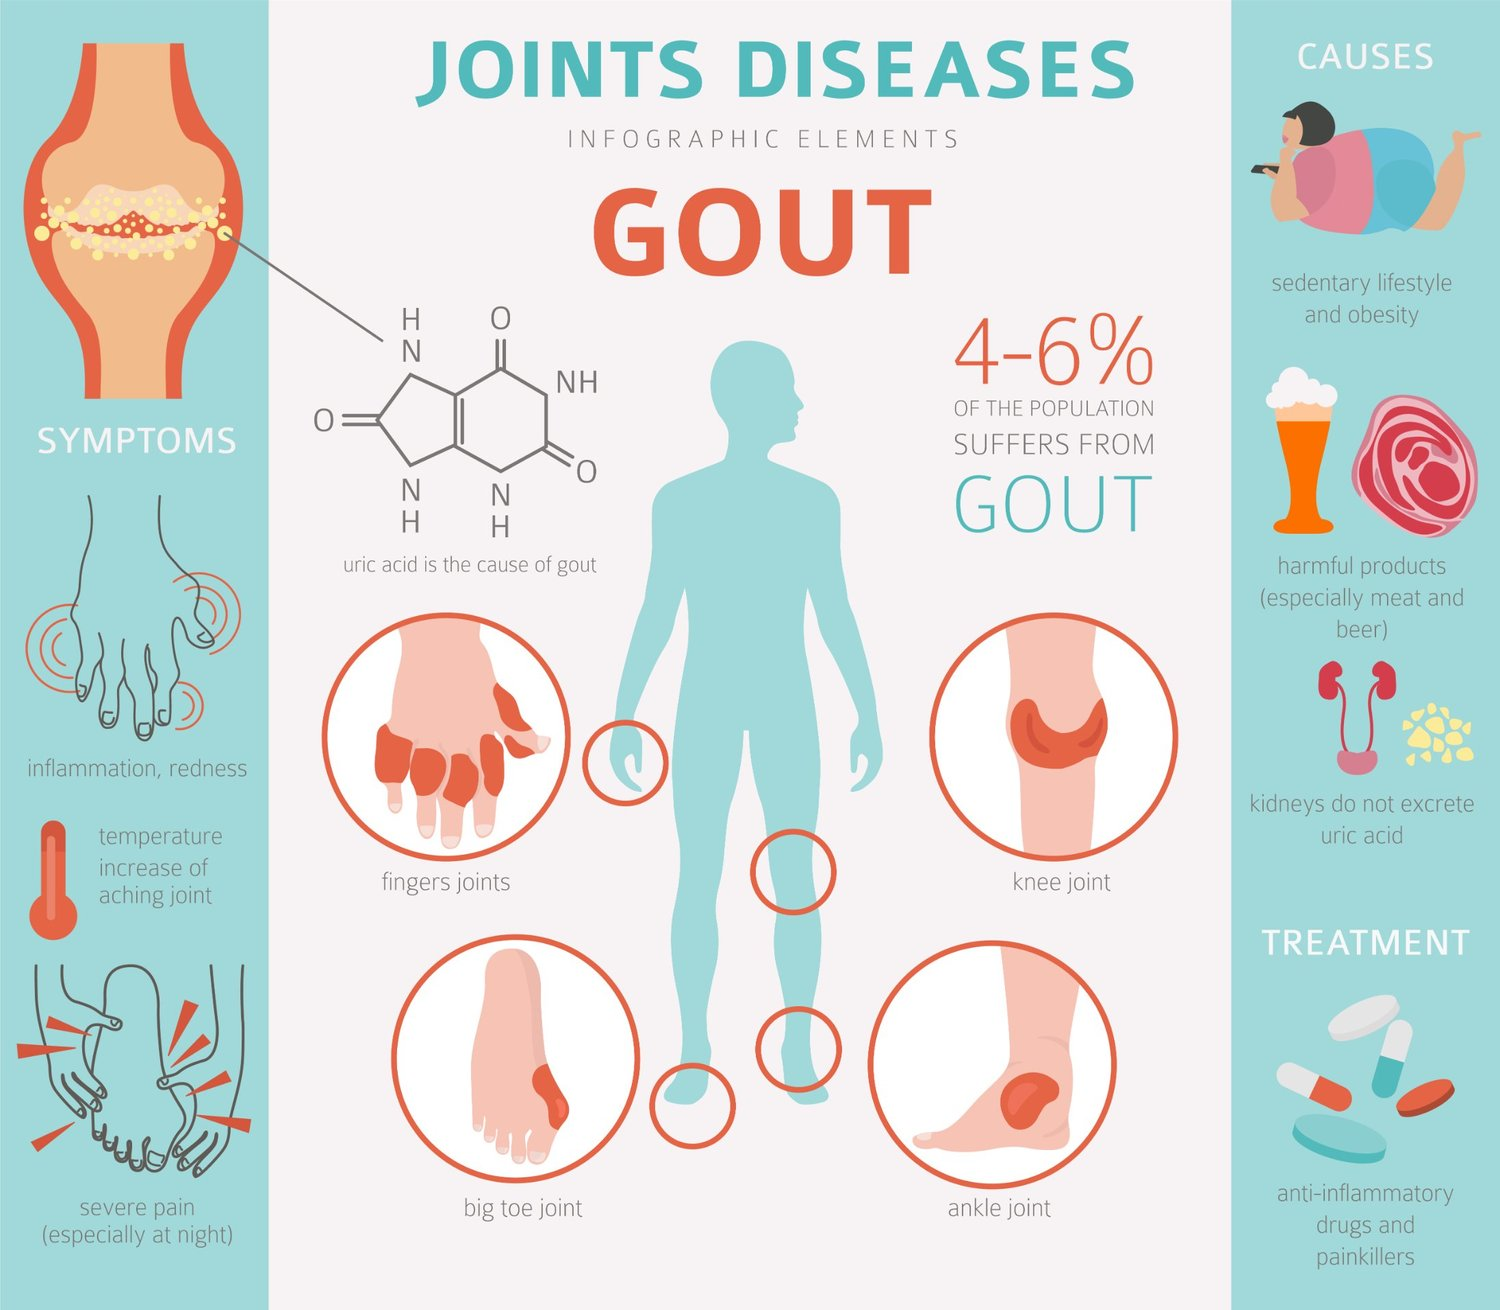 JOINTS DISEASES
INFOGRAPHIC ELEMENTS
GOUT
H
N
O
NH
O
O
N
H
N
H
uric acid is the cause of gout
4–6%
OF THE POPULATION
SUFFERS FROM
GOUT
SYMPTOMS
inflammation, redness
temperature
increase of
aching joint
severe pain
(especially at night)
fingers joints
knee joint
big toe joint
ankle joint
CAUSES
sedentary lifestyle
and obesity
harmful products
(especially meat and
beer)
kidneys do not excrete
uric acid
TREATMENT
anti-inflammatory
drugs and
painkillers